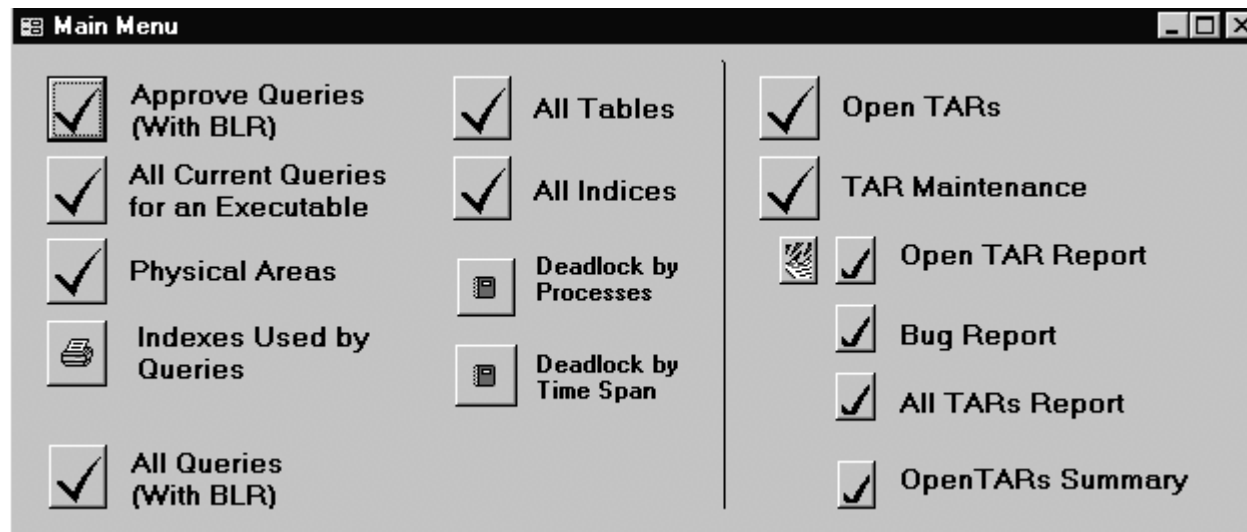 Main Menu
Approve Queries
(With BLR)
All Current Queries
for an Executable
Physical Areas
Indexes Used by
Queries
All Queries
(With BLR)
All Tables
All Indices
Deadlock by
Processes
Deadlock by
Time Span
Open TARs
TAR Maintenance
Open TAR Report
Bug Report
All TARs Report
OpenTARs Summary